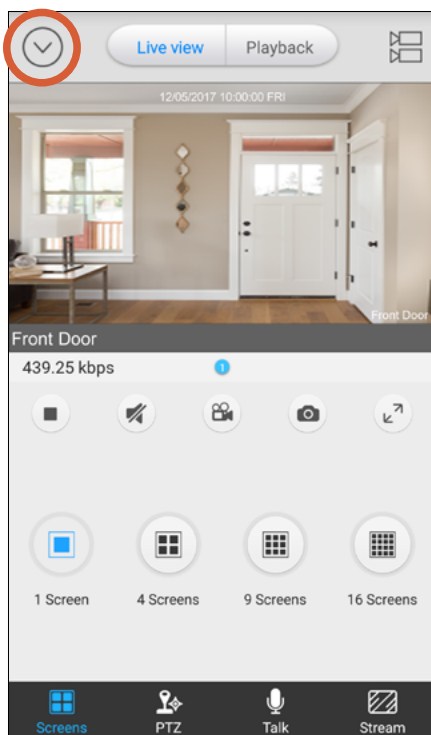 Live view Playback
12/05/2017 10:00:00 FRI
Front Door
Front Door
439.25 kbps 1
1 Screen 4 Screens 9 Screens 16 Screens
Screens PTZ Talk Stream